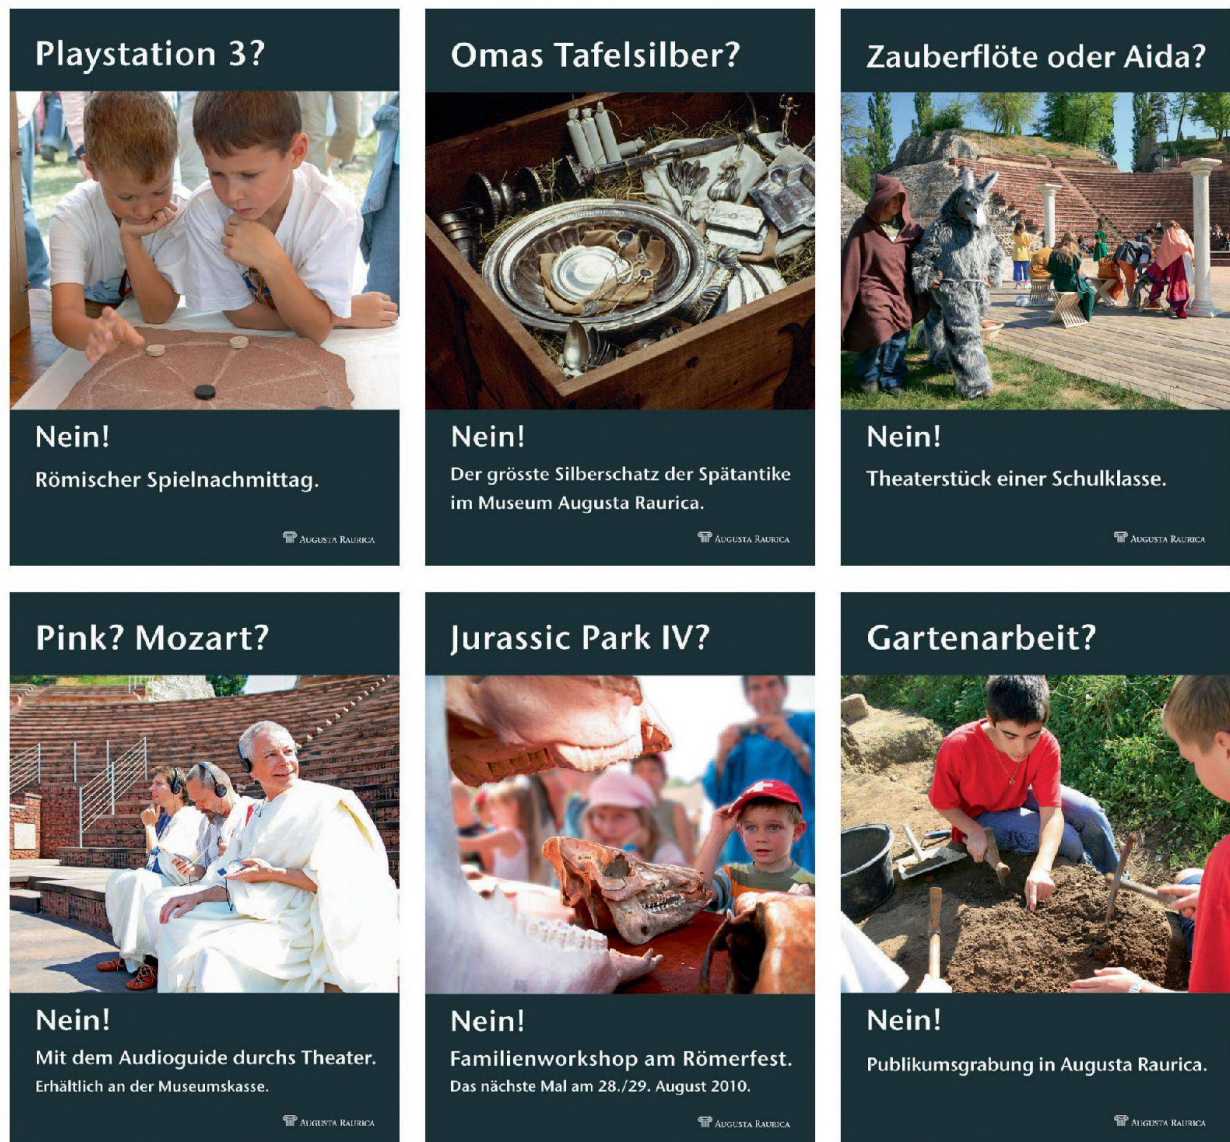 Playstation 3?
Nein!
Römischer Spielnachmittag.
AUGUSTA RAURICA
Omas Tafelsilber?
Nein!
Der grösste Silberschatz der Spätantike
im Museum Augusta Raurica.
AUGUSTA RAURICA
Zauberflöte oder Aida?
Nein!
Theaterstück einer Schulklasse.
AUGUSTA RAURICA
Pink? Mozart?
Nein!
Mit dem Audioguide durchs Theater.
Erhältlich an der Museumskasse.
AUGUSTA RAURICA
Jurassic Park IV?
Nein!
Familienworkshop am Römerfest.
Das nächste Mal am 28./29. August 2010.
AUGUSTA RAURICA
Gartenarbeit?
Nein!
Publikumsgrabung in Augusta Raurica.
AUGUSTA RAURICA